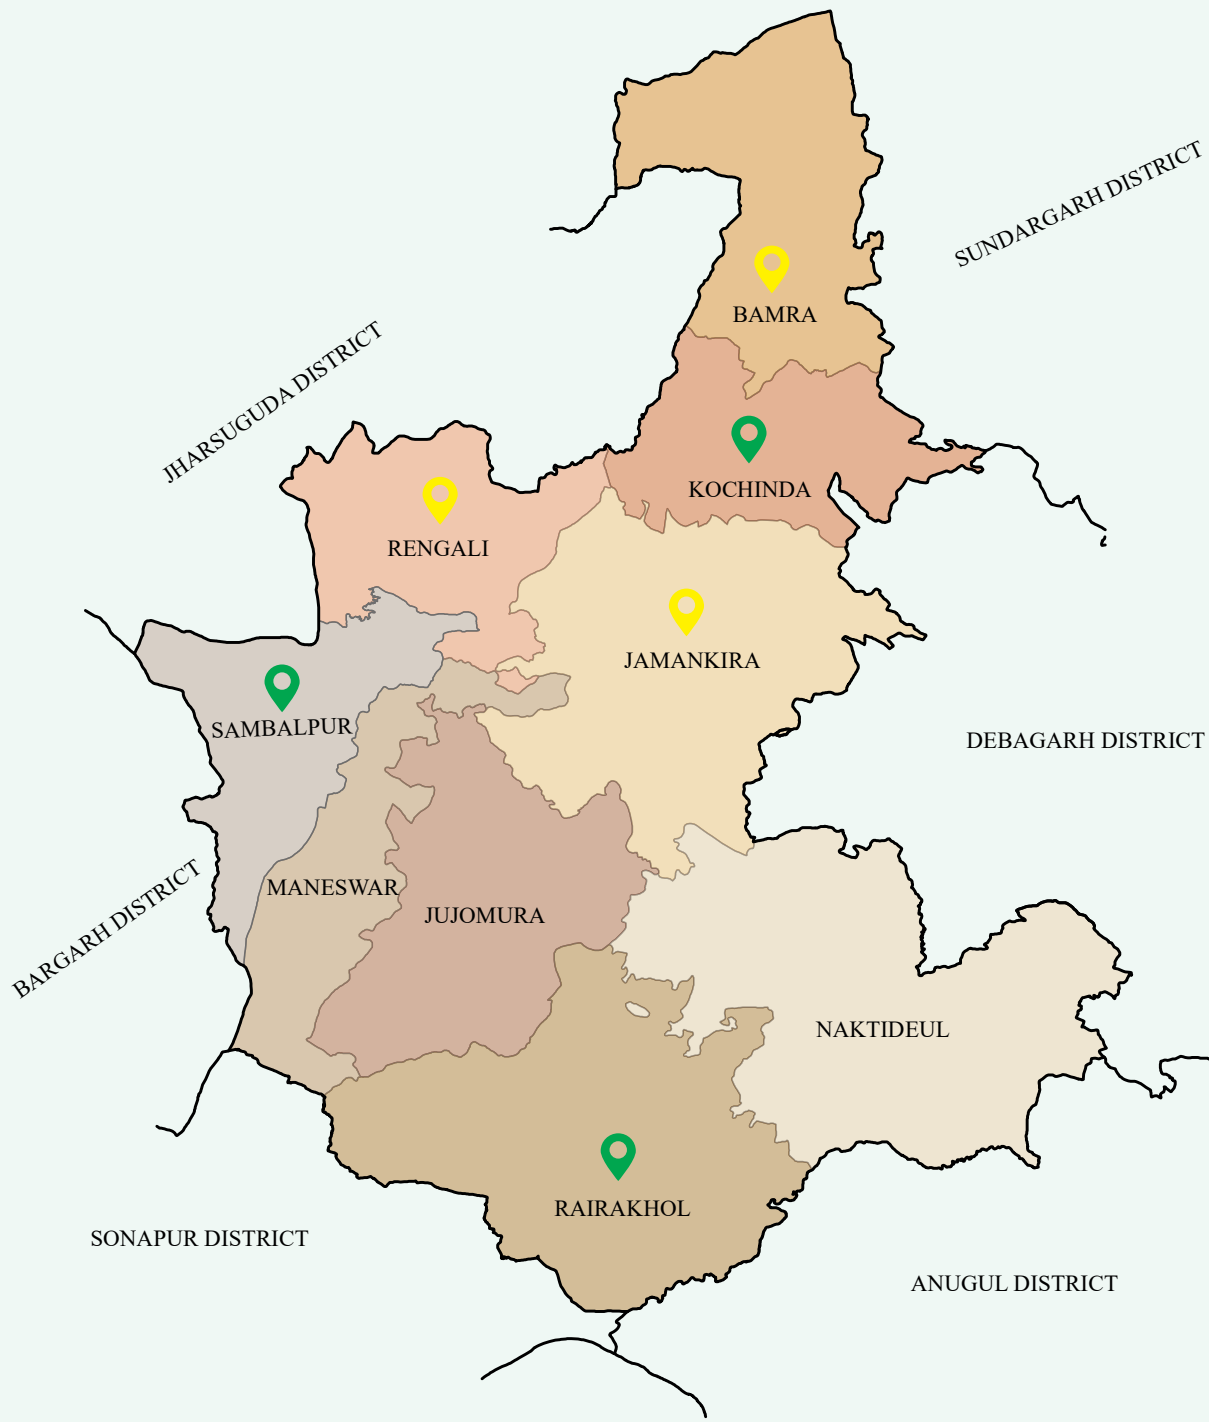 SUNDARGARH DISTRICT
BAMRA
JHARSUGUDA DISTRICT
KOCHINDA
RENGALI
JAMANKIRA
SAMBALPUR
DEBAGARH DISTRICT
MANESWAR
JUJOMURA
BARGARH DISTRICT
NAKTIDEUL
RAIRAKHOL
SONAPUR DISTRICT
ANUGUL DISTRICT